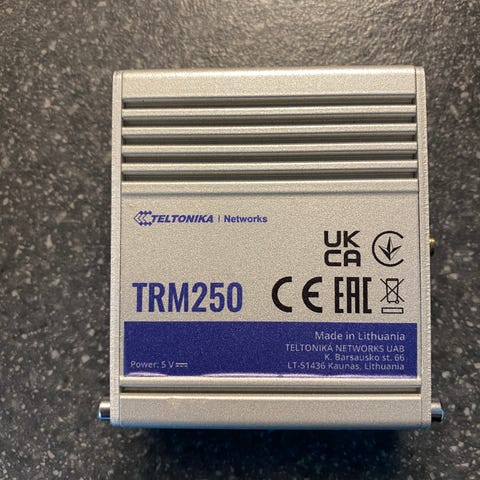 TELTONIKA | Networks
UK
CA
TRM250 CE EAC
Made in Lithuania
TELTONIKA NETWORKS UAB
K. Barsausko st. 66
LT-51436 Kaunas, Lithuania
Power: 5 V